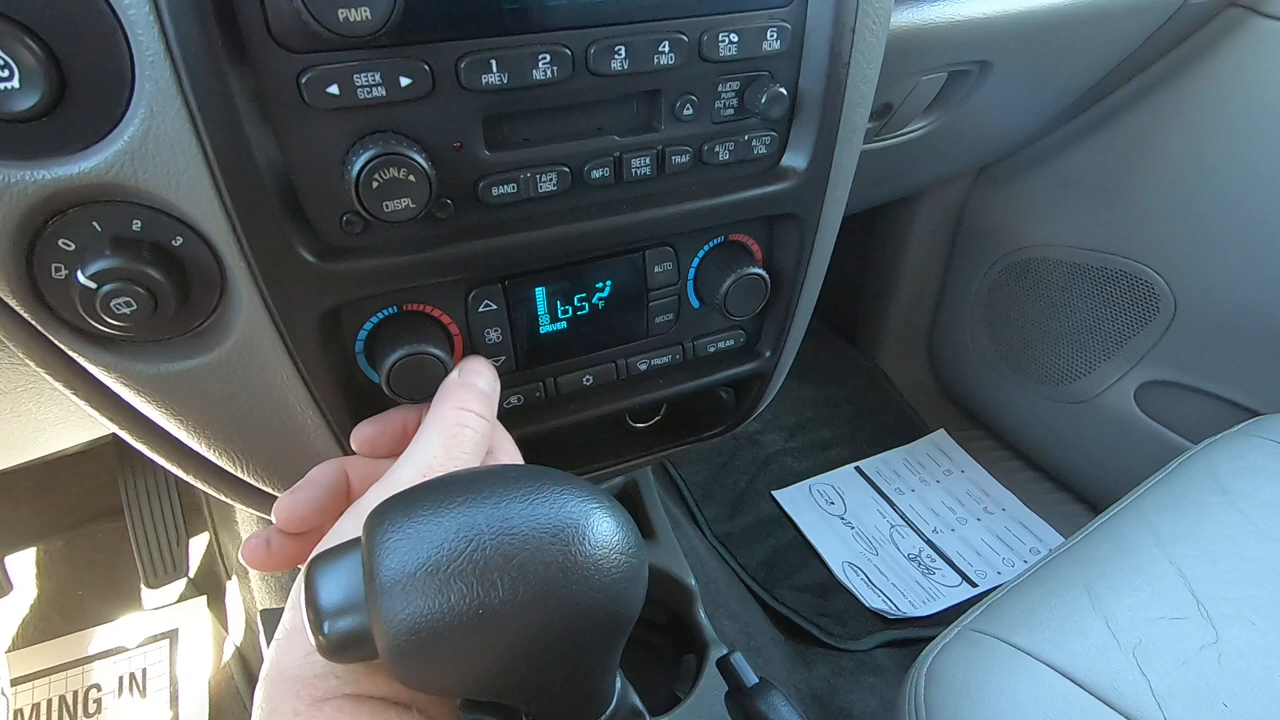 PWR
SEEK
SCAN
1
PREV
2
NEXT
3
REV
4
FWD
5
SIDE
6
RDM
AUDIO
PUSH
P-TYPE
TUNE
DISPL
BAND
TAPE
DISC
INFO
SEEK
TYPE
TRAF
AUTO
EQ
AUTO
VOL
0 1 2 3
65°F
DRIVER
AUTO
MODE
FRONT
REAR
MING IN